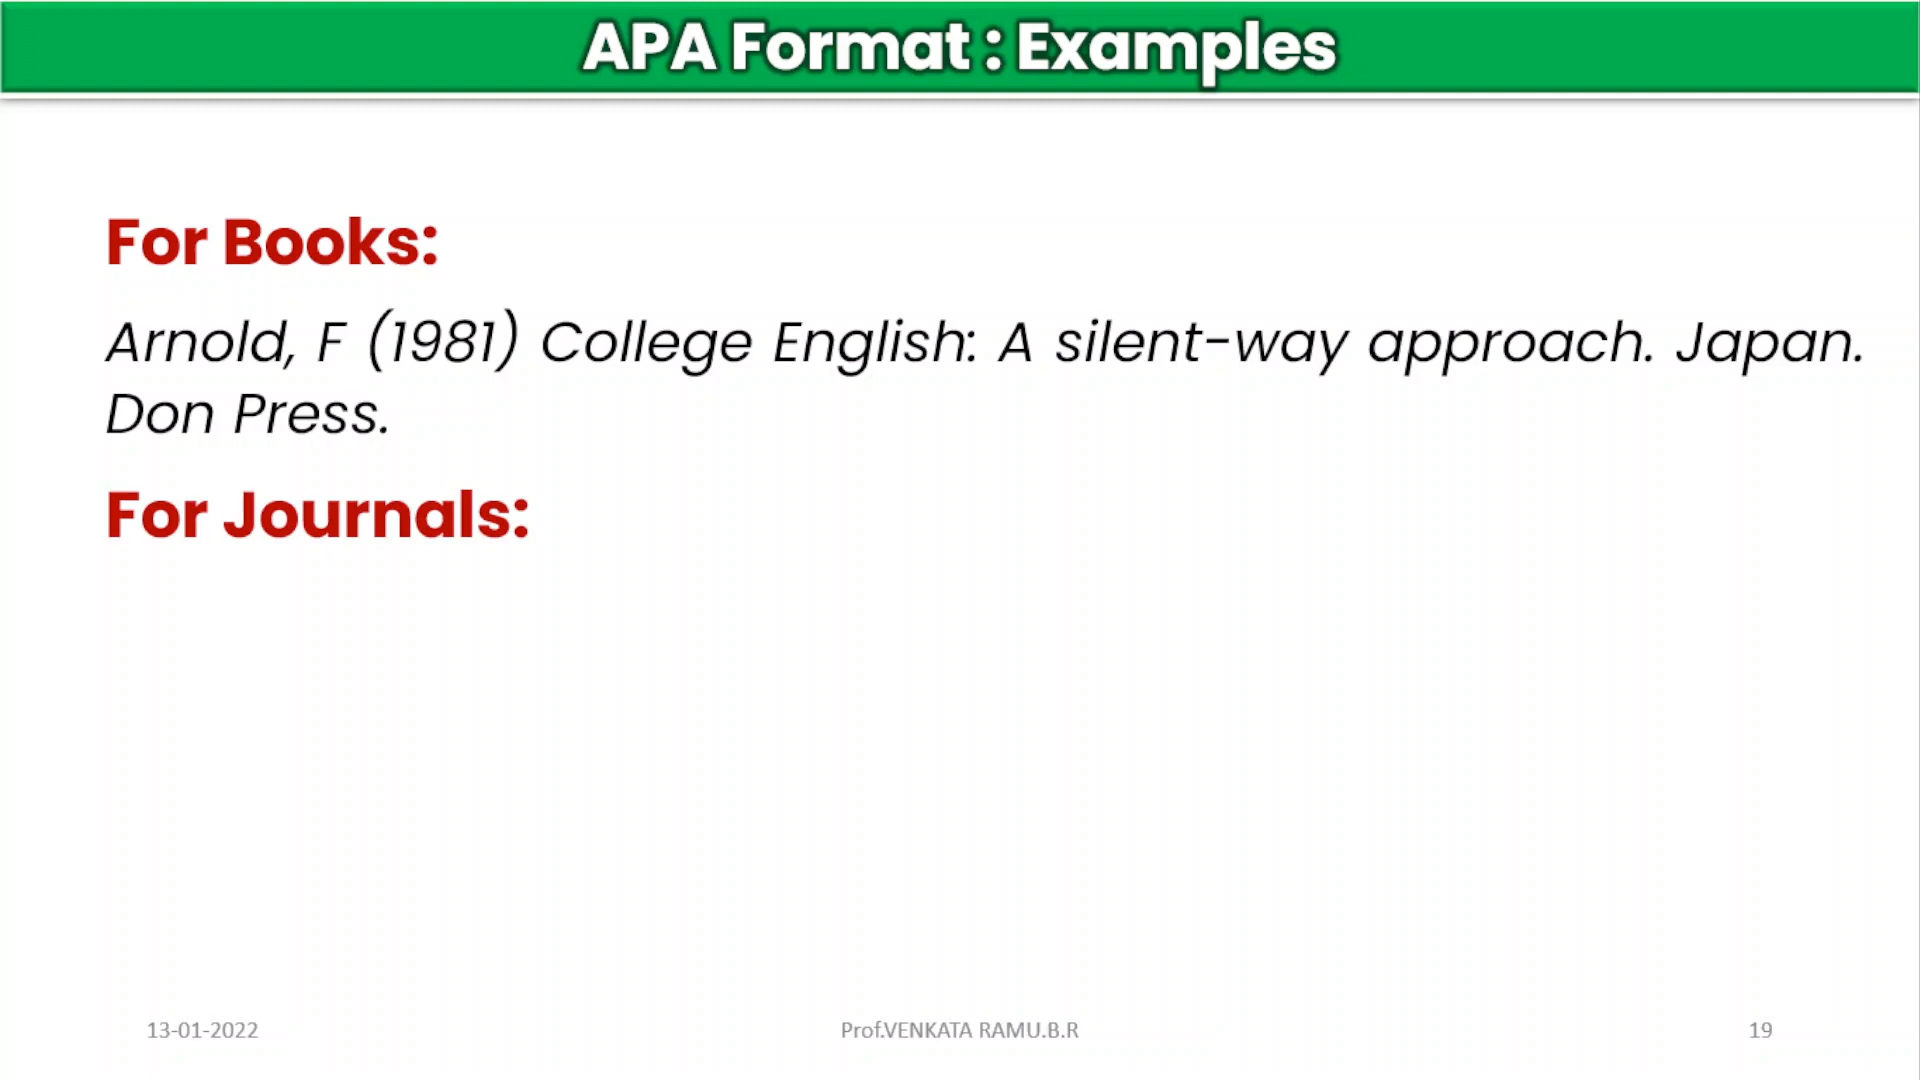 APA Format : Examples
For Books:
Arnold, F (1981) College English: A silent-way approach. Japan.
Don Press.
For Journals:
13-01-2022
Prof.VENKATA RAMU.B.R
19